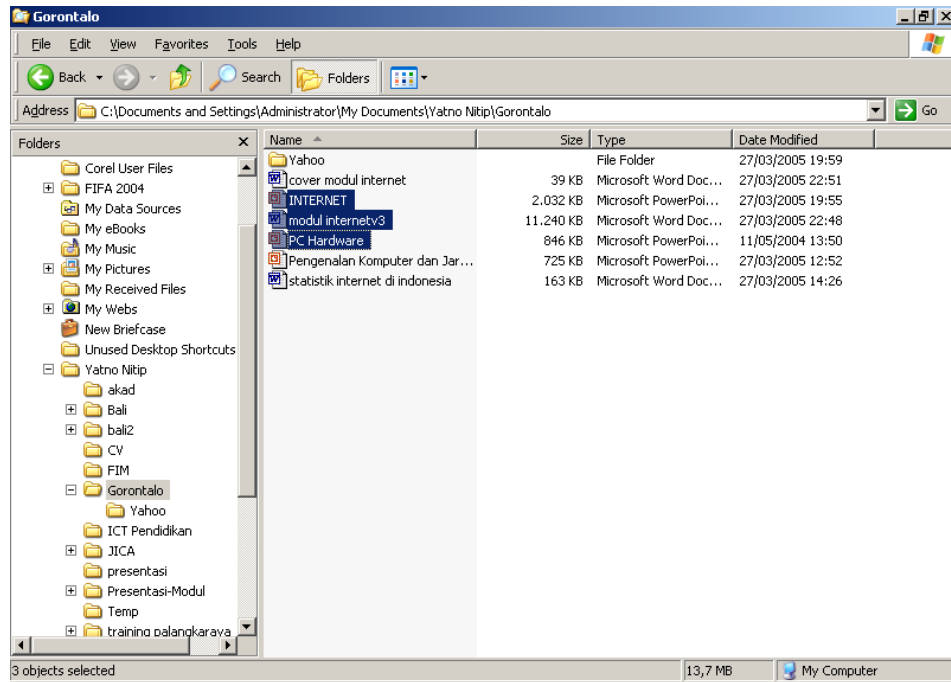 Gorontalo
File Edit View Favorites Tools Help
Back Search Folders
Address C:\Documents and Settings\Administrator\My Documents\Yatno Nitip\Gorontalo Go
Folders x
Corel User Files
FIFA 2004
My Data Sources
My eBooks
My Music
My Pictures
My Received Files
My Webs
New Briefcase
Unused Desktop Shortcuts
Yatno Nitip
akad
Bali
bali2
CV
FIM
Gorontalo
Yahoo
ICT Pendidikan
JICA
presentasi
Presentasi-Modul
Temp
training palangkaraya
Name Size Type Date Modified
Yahoo File Folder 27/03/2005 19:59
cover modul internet 39 KB Microsoft Word Doc... 27/03/2005 22:51
INTERNET 2.032 KB Microsoft PowerPoi... 27/03/2005 19:55
modul internetv3 11.240 KB Microsoft Word Doc... 27/03/2005 22:48
PC Hardware 846 KB Microsoft PowerPoi... 11/05/2004 13:50
Pengenalan Komputer dan Jar... 725 KB Microsoft PowerPoi... 27/03/2005 12:52
statistik internet di indonesia 163 KB Microsoft Word Doc... 27/03/2005 14:26
3 objects selected 13,7 MB My Computer